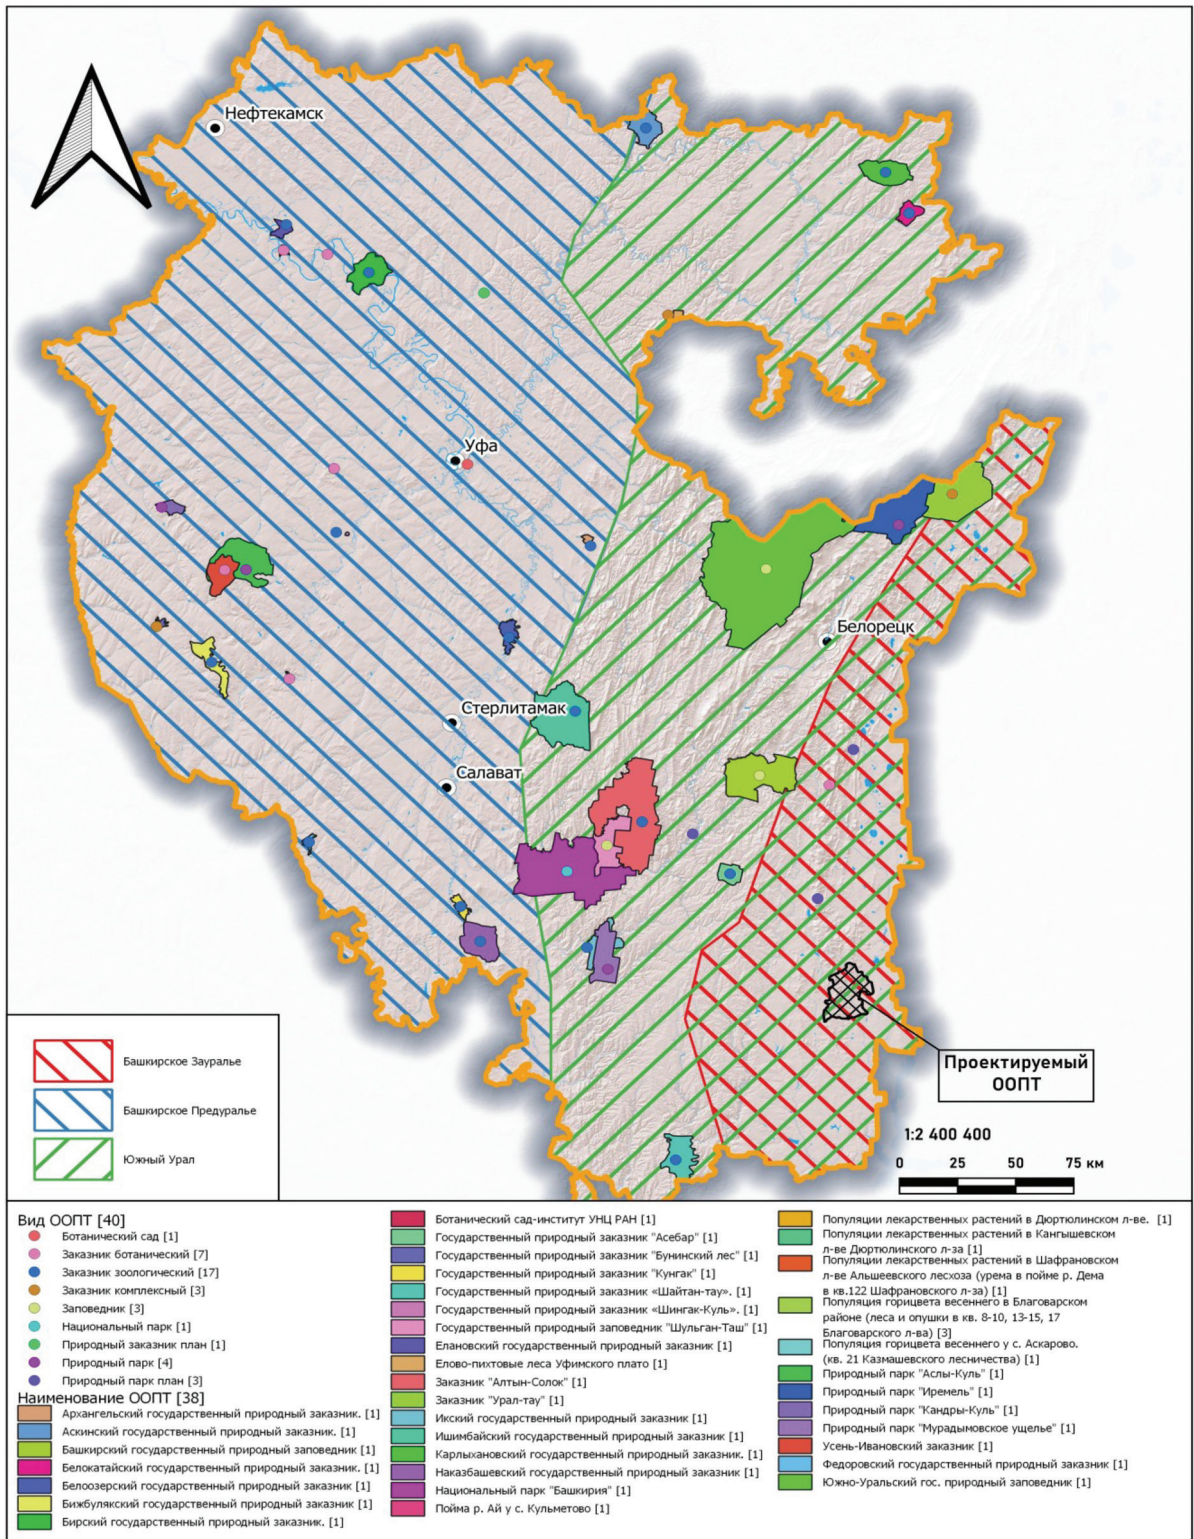 Нефтекамск
Уфа
Белорецк
Стерлитамак
Салават
Башкирское Зауралье
Башкирское Предуралье
Южный Урал
Проектируемый
ООПТ
1:2 400 400
0 25 50 75 км
Вид ООПТ [40]
Ботанический сад [1]
Заказник ботанический [7]
Заказник зоологический [17]
Заказник комплексный [3]
Заповедник [3]
Национальный парк [1]
Природный заказник план [1]
Природный парк [4]
Природный парк план [3]
Наименование ООПТ [38]
Архангельский государственный природный заказник. [1]
Аскинский государственный природный заказник. [1]
Башкирский государственный природный заповедник [1]
Белокатайский государственный природный заказник. [1]
Белоозерский государственный природный заказник [1]
Бижбулякский государственный природный заказник [1]
Бирский государственный природный заказник. [1]
Ботанический сад-институт УНЦ РАН [1]
Государственный природный заказник "Асебар" [1]
Государственный природный заказник "Бунинский лес" [1]
Государственный природный заказник "Кунгак" [1]
Государственный природный заказник «Шайтан-тау». [1]
Государственный природный заказник «Шингак-Куль». [1]
Государственный природный заповедник "Шульган-Таш" [1]
Елановский государственный природный заказник [1]
Елово-пихтовые леса Уфимского плато [1]
Заказник "Алтын-Солок" [1]
Заказник "Урал-тау" [1]
Икский государственный природный заказник [1]
Ишимбайский государственный природный заказник [1]
Карлыхановский государственный природный заказник. [1]
Наказбашевский государственный природный заказник [1]
Национальный парк "Башкирия" [1]
Пойма р. Ай у с. Кульметово [1]
Популяции лекарственных растений в Дюртюлинском л-ве. [1]
Популяции лекарственных растений в Кангышевском
л-ве Дюртюлинского л-за [1]
Популяции лекарственных растений в Шафрановском
л-ве Альшеевского лесхоза (урема в пойме р. Дема
в кв.122 Шафрановского л-за) [1]
Популяция горицвета весеннего в Благоварском
районе (леса и опушки в кв. 8-10, 13-15, 17
Благоварского л-ва) [3]
Популяция горицвета весеннего у с. Аскарово.
(кв. 21 Казмашевского лесничества) [1]
Природный парк "Аслы-Куль" [1]
Природный парк "Иремель" [1]
Природный парк "Кандры-Куль" [1]
Природный парк "Мурадымовское ущелье" [1]
Усень-Ивановский заказник [1]
Федоровский государственный природный заказник [1]
Южно-Уральский гос. природный заповедник [1]